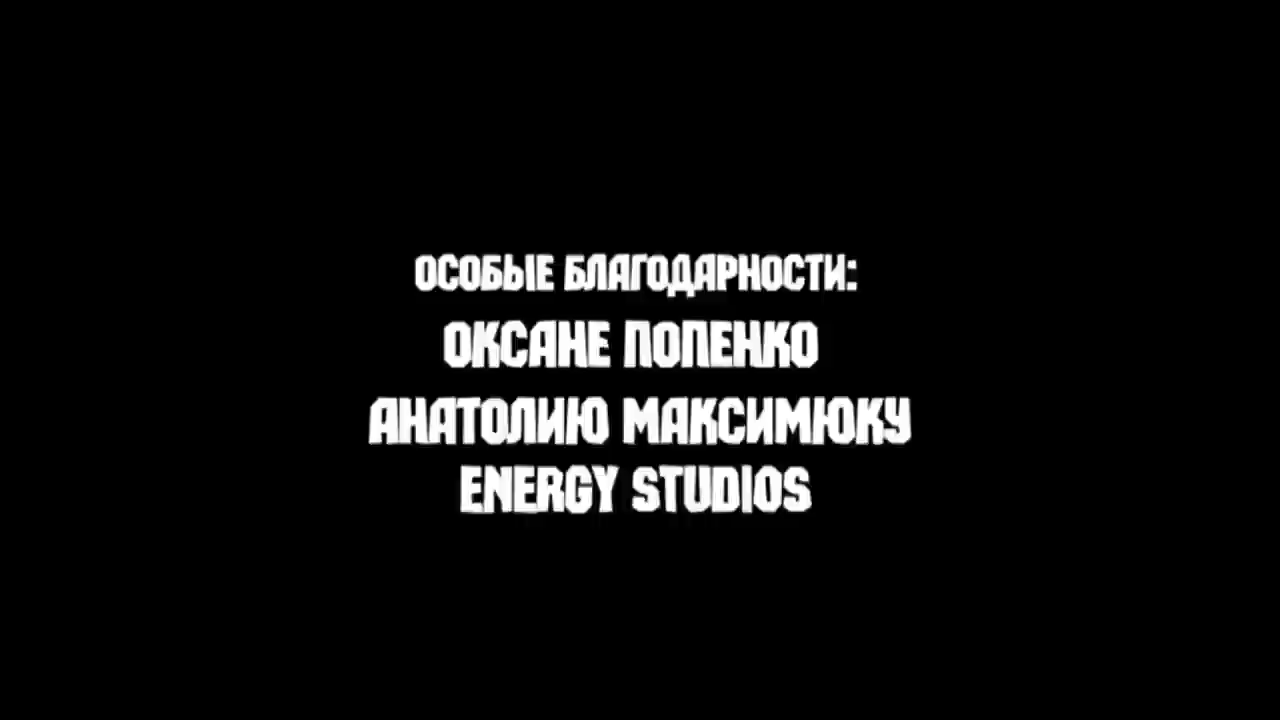 ОСОБЫЕ БЛАГОДАРНОСТИ:
ОКСАНЕ ПОПЕНКО
АНАТОЛИЮ МАКСИМЮКУ
ENERGY STUDIOS